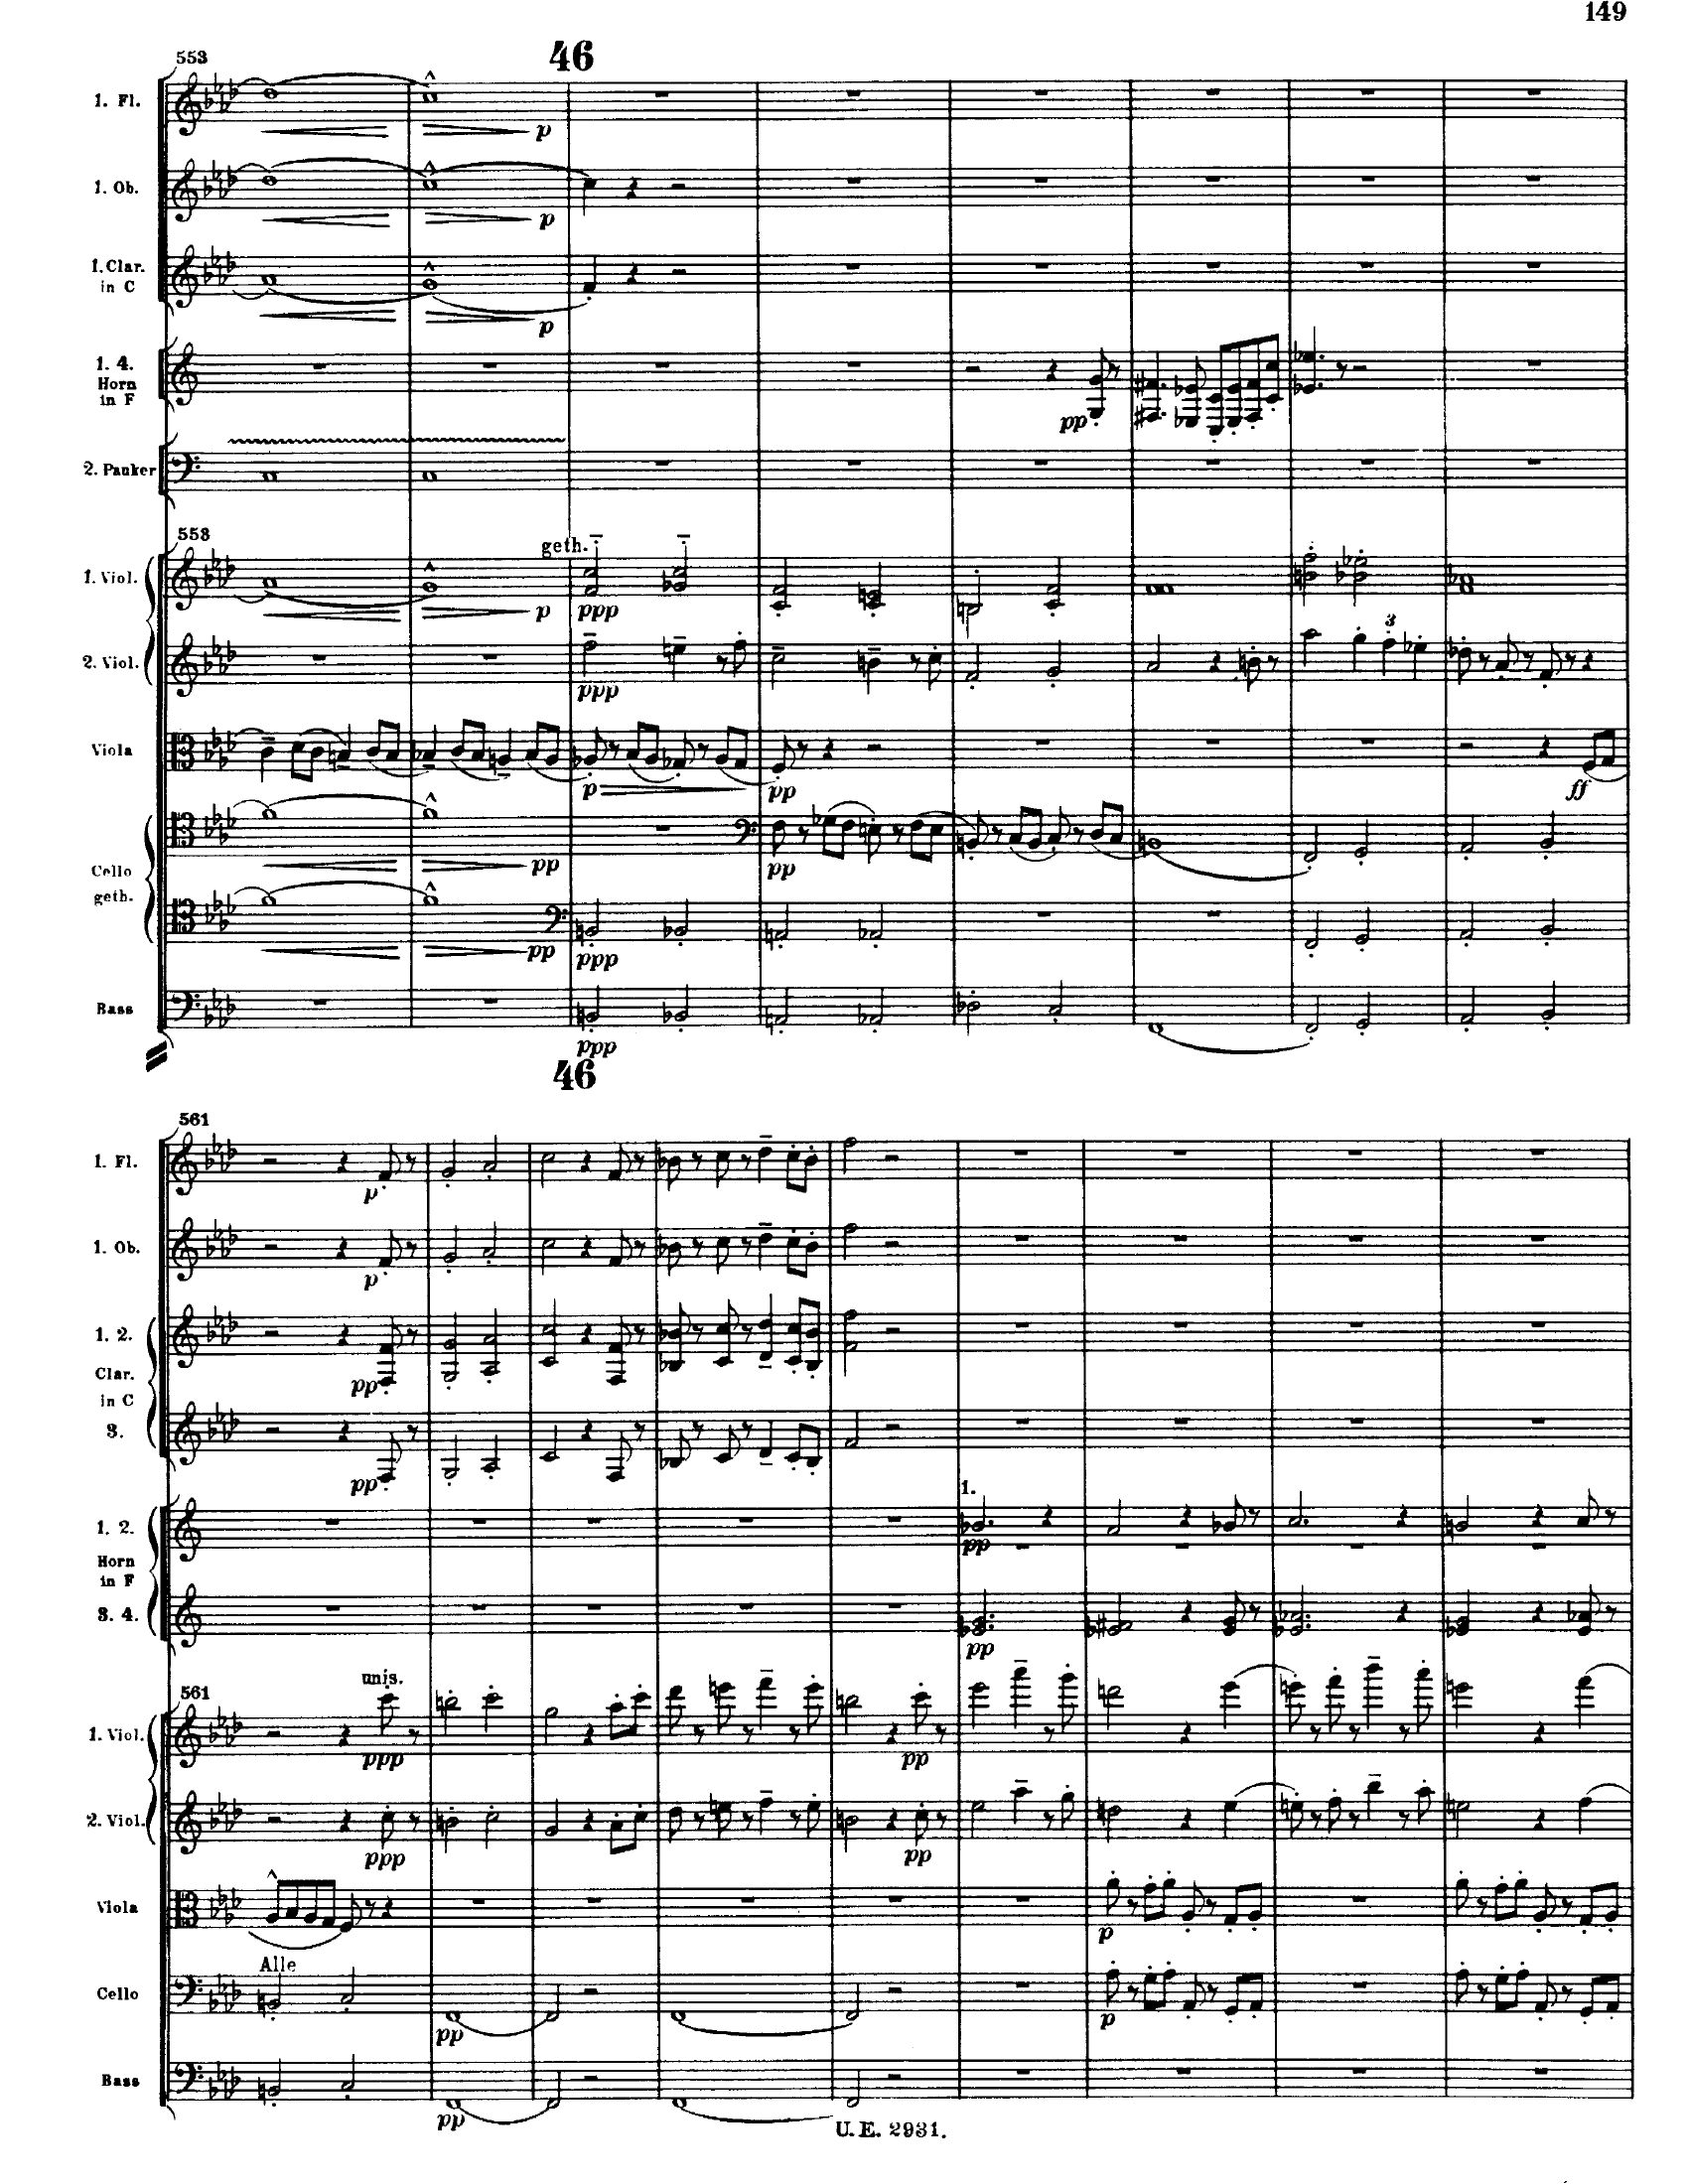 149
553
46
1. Fl.
p
1. Ob.
p
1. Clar.
in C
p
1. 4.
Horn
in F
pp
2. Pauker
553
geth.
1. Viol.
p
ppp
3
2. Viol.
ppp
Viola
p
pp
ff
pp
pp
Cello
geth.
pp
ppp
Bass
ppp
46
561
1. Fl.
p
1. Ob.
p
1. 2.
pp
Clar.
in C
3.
pp
1.
1. 2.
pp
Horn
in F
3. 4.
pp
unis.
561
1. Viol.
ppp
pp
2. Viol.
ppp
pp
Viola
p
Alle
Cello
pp
p
Bass
pp
U. E. 2931.